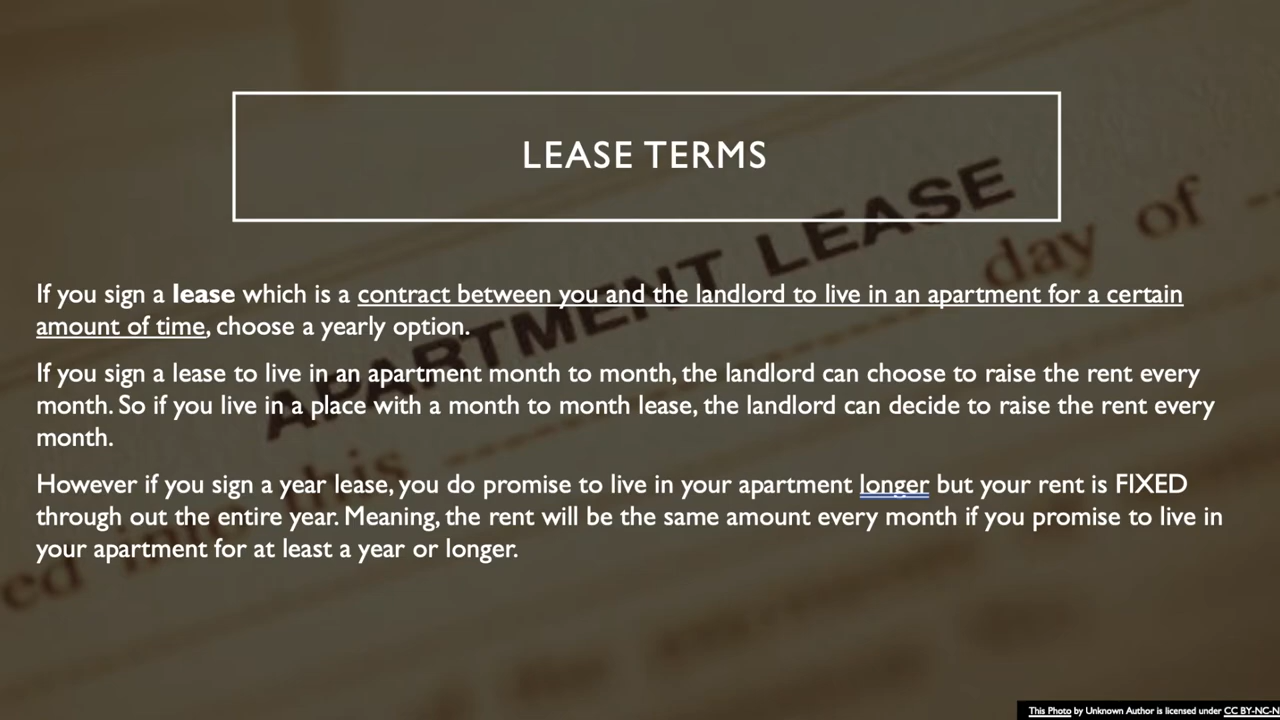 LEASE TERMS
If you sign a lease which is a contract between you and the landlord to live in an apartment for a certain
amount of time, choose a yearly option.
If you sign a lease to live in an apartment month to month, the landlord can choose to raise the rent every
month. So if you live in a place with a month to month lease, the landlord can decide to raise the rent every
month.
However if you sign a year lease, you do promise to live in your apartment longer but your rent is FIXED
through out the entire year. Meaning, the rent will be the same amount every month if you promise to live in
your apartment for at least a year or longer.
APARTMENT LEASE
day of
this
This Photo by Unknown Author is licensed under CC BY-NC-N